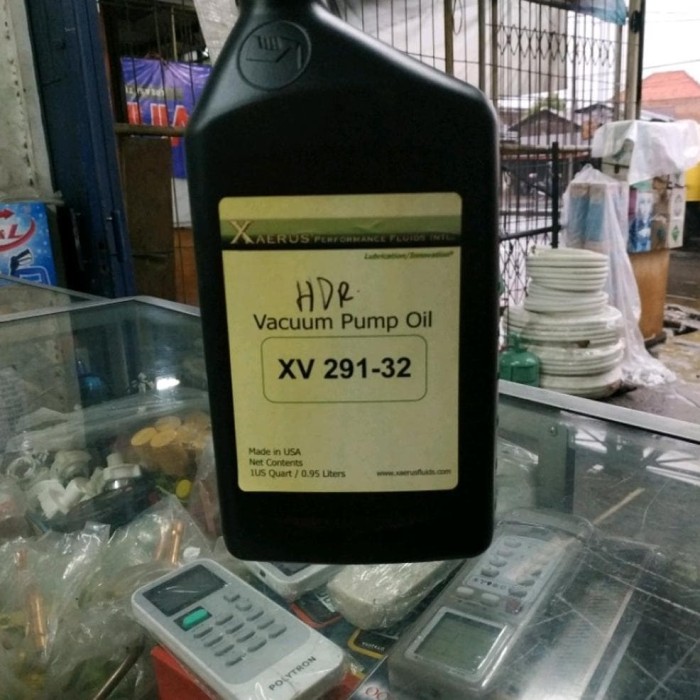 XAERUS PERFORMANCE FLUIDS INTL.
Lubrication/Innovation®
HDR.
Vacuum Pump Oil
XV 291-32
Made in USA
Net Contents
1US Quart / 0.95 Liters
www.xaerusfluids.com
POLYTRON